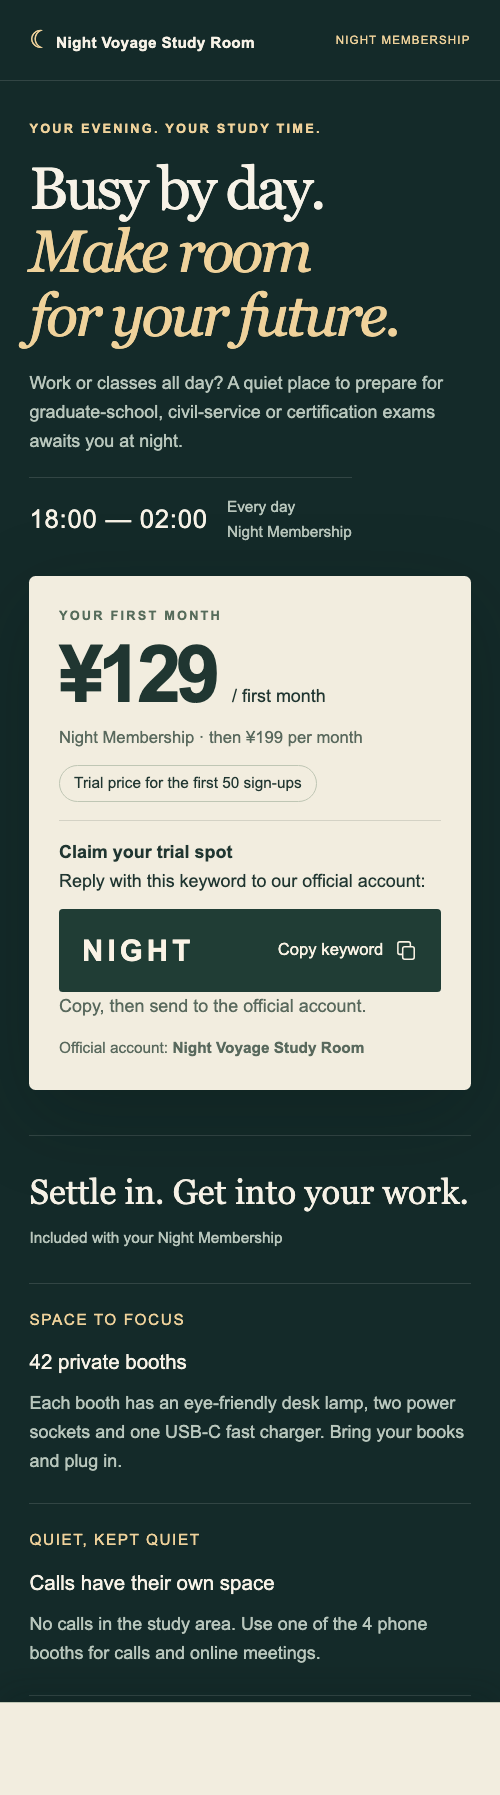 Night Voyage Study Room
NIGHT MEMBERSHIP
YOUR EVENING. YOUR STUDY TIME.
Busy by day.
Make room
for your future.
Work or classes all day? A quiet place to prepare for
graduate-school, civil-service or certification exams
awaits you at night.
18:00 — 02:00
Every day
Night Membership
YOUR FIRST MONTH
¥129 / first month
Night Membership · then ¥199 per month
Trial price for the first 50 sign-ups
Claim your trial spot
Reply with this keyword to our official account:
NIGHT
Copy keyword
Copy, then send to the official account.
Official account: Night Voyage Study Room
Settle in. Get into your work.
Included with your Night Membership
SPACE TO FOCUS
42 private booths
Each booth has an eye-friendly desk lamp, two power
sockets and one USB-C fast charger. Bring your books
and plug in.
QUIET, KEPT QUIET
Calls have their own space
No calls in the study area. Use one of the 4 phone
booths for calls and online meetings.